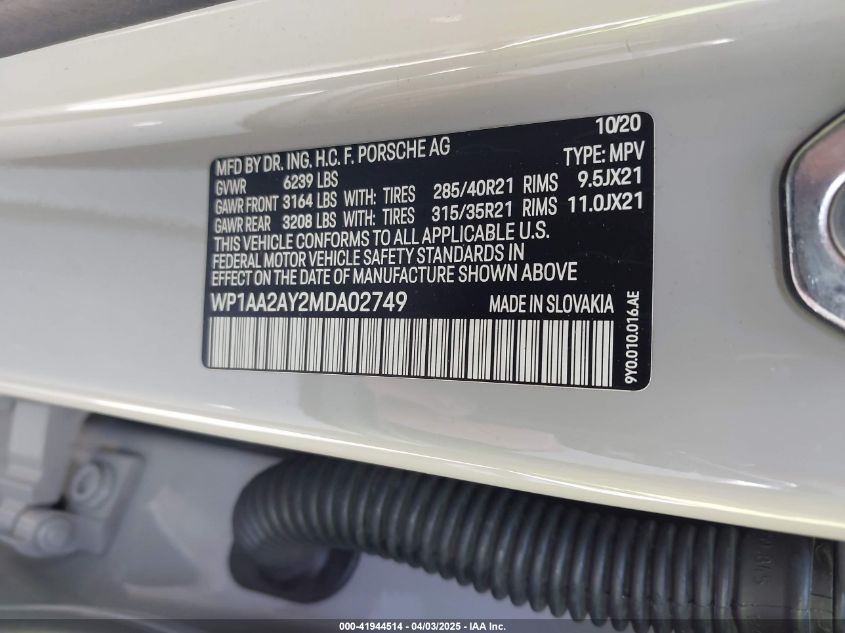 10/20
MFD BY DR. ING. H.C. F. PORSCHE AG TYPE: MPV
GVWR 6239 LBS
GAWR FRONT 3164 LBS WITH: TIRES 285/40R21 RIMS 9.5JX21
GAWR REAR 3208 LBS WITH: TIRES 315/35R21 RIMS 11.0JX21
THIS VEHICLE CONFORMS TO ALL APPLICABLE U.S.
FEDERAL MOTOR VEHICLE SAFETY STANDARDS IN
EFFECT ON THE DATE OF MANUFACTURE SHOWN ABOVE
WP1AA2AY2MDA02749 MADE IN SLOVAKIA
9Y0.010.016.AE
000-41944514 - 04/03/2025 - IAA Inc.